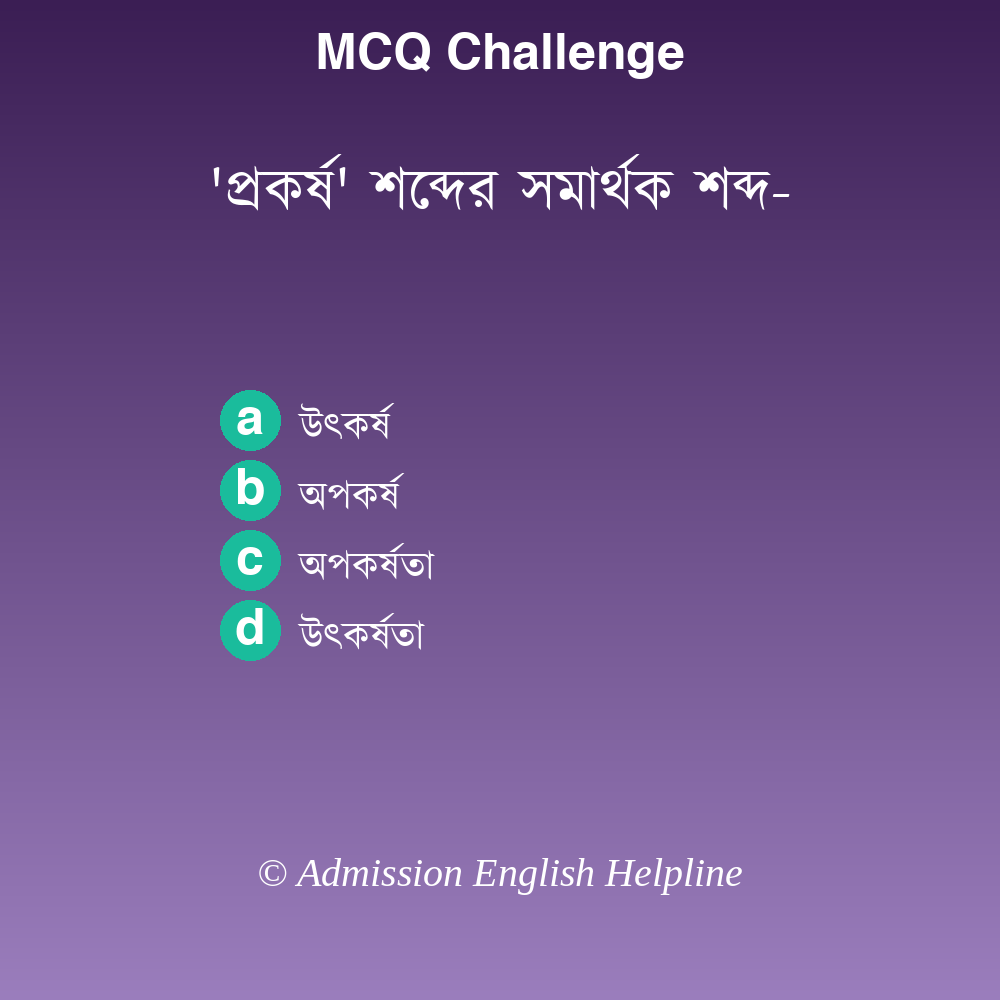 MCQ Challenge
'প্রকর্ষ' শব্দের সমার্থক শব্দ-
a উৎকর্ষ
b অপকর্ষ
c অপকর্ষতা
d উৎকর্ষতা
© Admission English Helpline